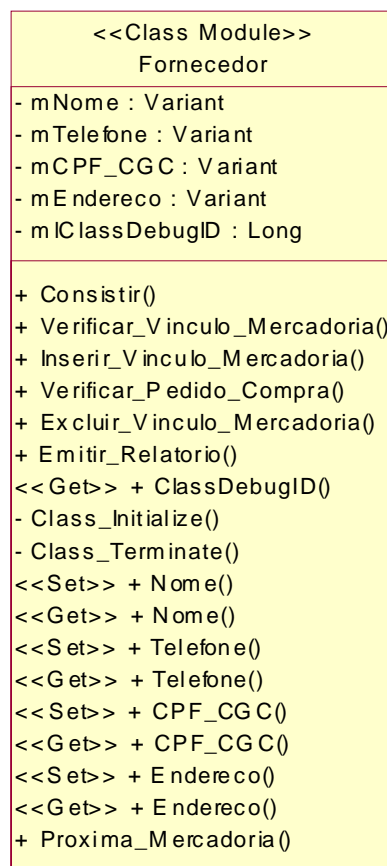 <<Class Module>>
Fornecedor
- mNome : Variant
- mTelefone : Variant
- mCPF_CGC : Variant
- mEndereco : Variant
- mlClassDebugID : Long
+ Consistir()
+ Verificar_Vinculo_Mercadoria()
+ Inserir_Vinculo_Mercadoria()
+ Verificar_Pedido_Compra()
+ Excluir_Vinculo_Mercadoria()
+ Emitir_Relatorio()
<<Get>> + ClassDebugID()
- Class_Initialize()
- Class_Terminate()
<<Set>> + Nome()
<<Get>> + Nome()
<<Set>> + Telefone()
<<Get>> + Telefone()
<<Set>> + CPF_CGC()
<<Get>> + CPF_CGC()
<<Set>> + Endereco()
<<Get>> + Endereco()
+ Proxima_Mercadoria()